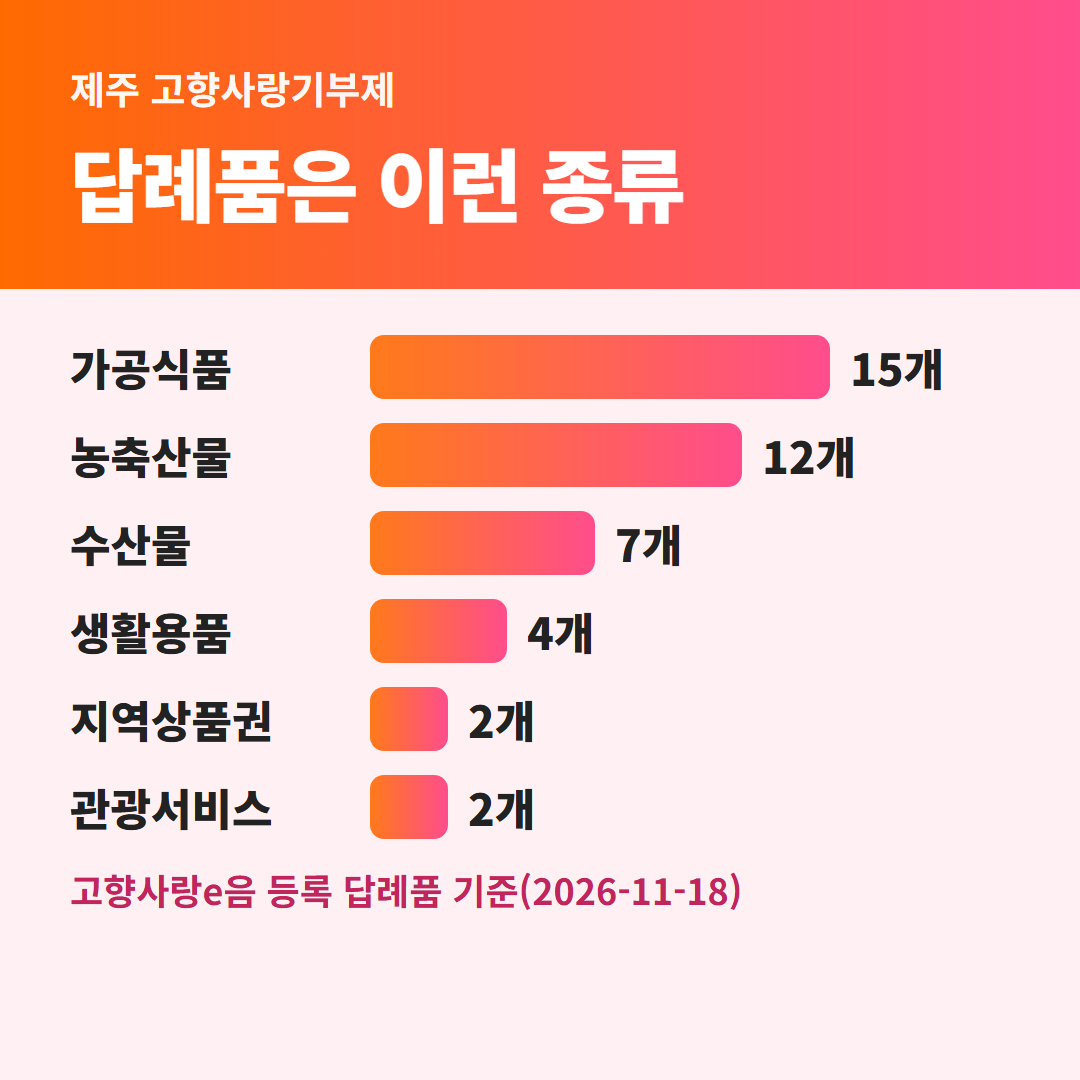 제주 고향사랑기부제
답례품은 이런 종류
가공식품 15개
농축산물 12개
수산물 7개
생활용품 4개
지역상품권 2개
관광서비스 2개
고향사랑e음 등록 답례품 기준(2026-11-18)